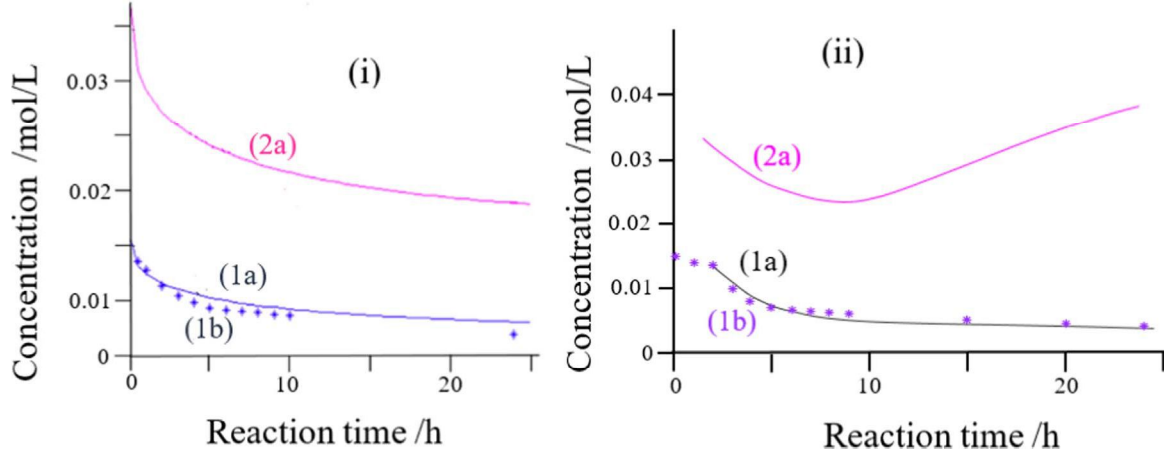 (i)
Concentration /mol/L
0.03
0.02
0.01
0
(2a)
(1a)
(1b)
0
10
20
Reaction time /h
(ii)
Concentration /mol/L
0.04
0.03
0.02
0.01
0
(2a)
(1a)
(1b)
0
10
20
Reaction time /h